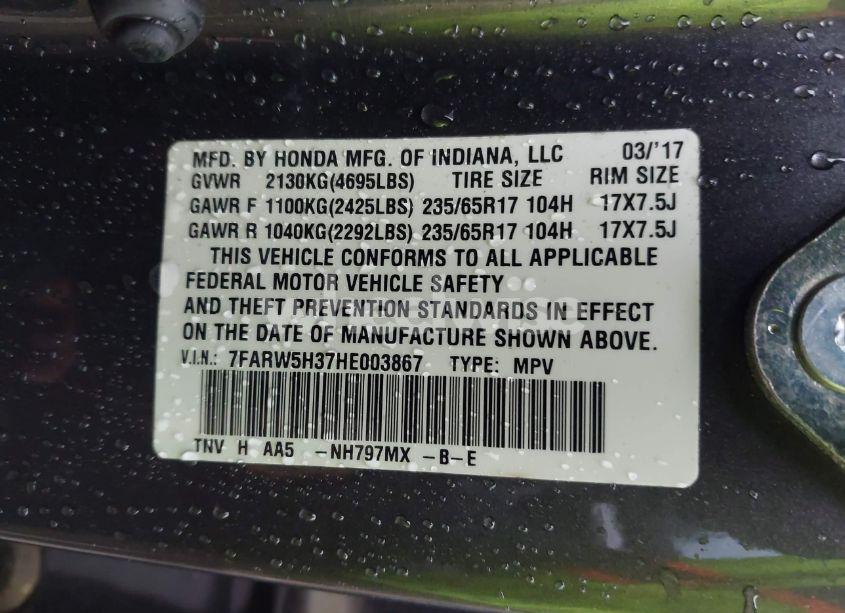 MFD. BY HONDA MFG. OF INDIANA, LLC 03/'17
GVWR 2130KG(4695LBS) TIRE SIZE RIM SIZE
GAWR F 1100KG(2425LBS) 235/65R17 104H 17X7.5J
GAWR R 1040KG(2292LBS) 235/65R17 104H 17X7.5J
THIS VEHICLE CONFORMS TO ALL APPLICABLE
FEDERAL MOTOR VEHICLE SAFETY
AND THEFT PREVENTION STANDARDS IN EFFECT
ON THE DATE OF MANUFACTURE SHOWN ABOVE.
V.I.N.: 7FARW5H37HE003867 TYPE: MPV
TNV H AA5 -NH797MX -B-E